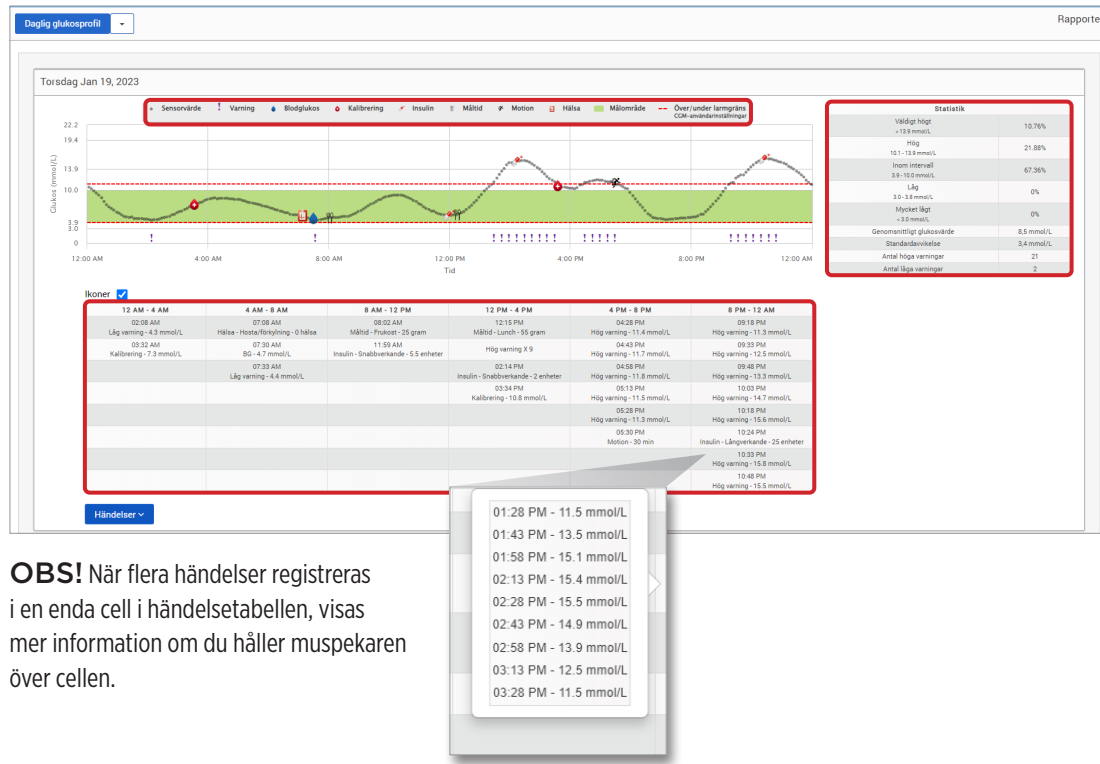 Daglig glukosprofil
Rapporte
Torsdag Jan 19, 2023
Sensorvärde Varning Blodglukos Kalibrering Insulin Måltid Motion Hälsa Målområde Över/under larmgräns
CGM-användarinställningar
Glukos (mmol/L)
22.2
19.4
13.9
10.0
3.9
3.0
0
12:00 AM 4:00 AM 8:00 AM 12:00 PM 4:00 PM 8:00 PM 12:00 AM
Tid
Statistik
Väldigt högt
> 13.9 mmol/L
10.76%
Hög
10.1 - 13.9 mmol/L
21.88%
Inom intervall
3.9 - 10.0 mmol/L
67.36%
Låg
3.0 - 3.8 mmol/L
0%
Mycket lågt
< 3.0 mmol/L
0%
Genomsnittligt glukosvärde 8,5 mmol/L
Standardavvikelse 3,4 mmol/L
Antal höga varningar 21
Antal låga varningar 2
Ikoner
12 AM - 4 AM 4 AM - 8 AM 8 AM - 12 PM 12 PM - 4 PM 4 PM - 8 PM 8 PM - 12 AM
02:08 AM 07:08 AM 08:02 AM 12:15 PM 04:28 PM 09:18 PM
Låg varning - 4.3 mmol/L Hälsa - Hosta/förkylning - 0 hälsa Måltid - Frukost - 25 gram Måltid - Lunch - 55 gram Hög varning - 11.4 mmol/L Hög varning - 11.3 mmol/L
03:32 AM 07:30 AM 11:59 AM Hög varning X 9 04:43 PM 09:33 PM
Kalibrering - 7.3 mmol/L BG - 4.7 mmol/L Insulin - Snabbverkande - 5.5 enheter Hög varning - 11.7 mmol/L Hög varning - 12.5 mmol/L
07:33 AM 02:14 PM 04:58 PM 09:48 PM
Låg varning - 4.4 mmol/L Insulin - Snabbverkande - 2 enheter Hög varning - 11.8 mmol/L Hög varning - 13.3 mmol/L
03:34 PM 05:13 PM 10:03 PM
Kalibrering - 10.8 mmol/L Hög varning - 11.5 mmol/L Hög varning - 14.7 mmol/L
05:28 PM 10:18 PM
Hög varning - 11.3 mmol/L Hög varning - 15.6 mmol/L
05:30 PM 10:24 PM
Motion - 30 min Insulin - Långverkande - 25 enheter
10:33 PM
Hög varning - 15.8 mmol/L
10:48 PM
Hög varning - 15.5 mmol/L
Händelser
01:28 PM - 11.5 mmol/L
01:43 PM - 13.5 mmol/L
01:58 PM - 15.1 mmol/L
02:13 PM - 15.4 mmol/L
02:28 PM - 15.5 mmol/L
02:43 PM - 14.9 mmol/L
02:58 PM - 13.9 mmol/L
03:13 PM - 12.5 mmol/L
03:28 PM - 11.5 mmol/L
OBS! När flera händelser registreras
i en enda cell i händelsetabellen, visas
mer information om du håller muspekaren
över cellen.